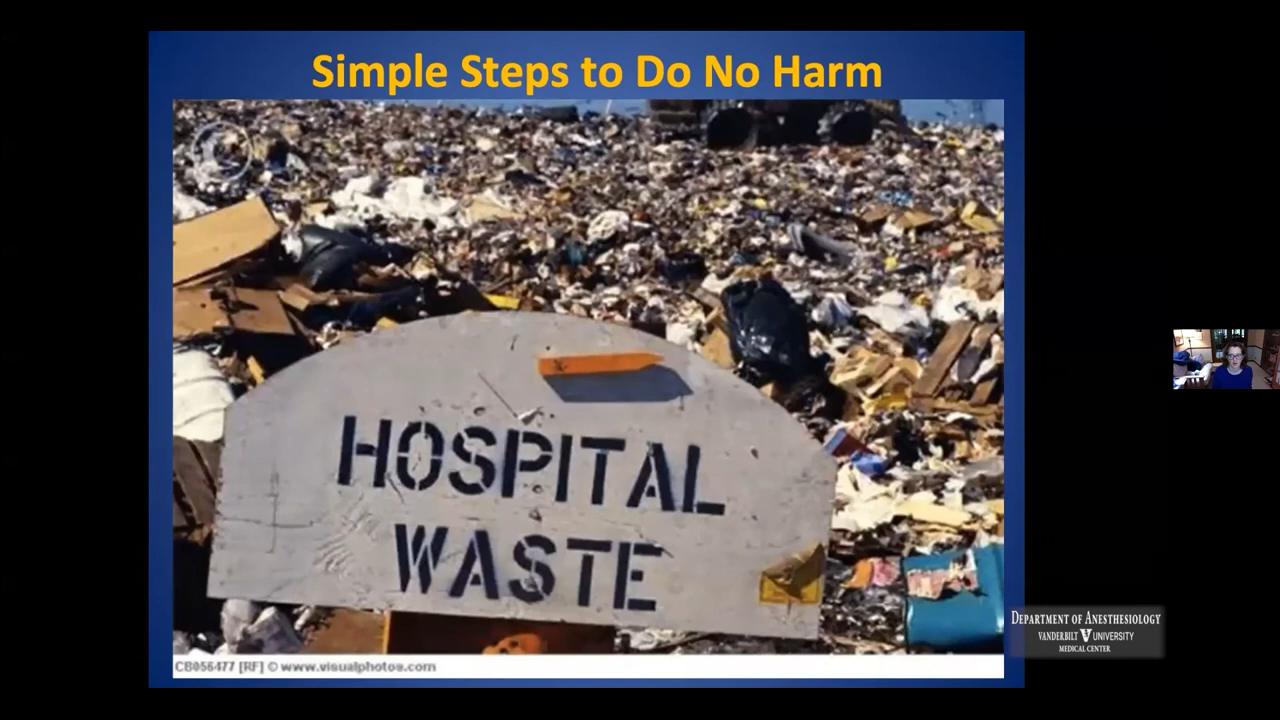 Simple Steps to Do No Harm
HOSPITAL
WASTE
CB056477 [RF] © www.visualphotos.com
DEPARTMENT OF ANESTHESIOLOGY
VANDERBILT UNIVERSITY
MEDICAL CENTER